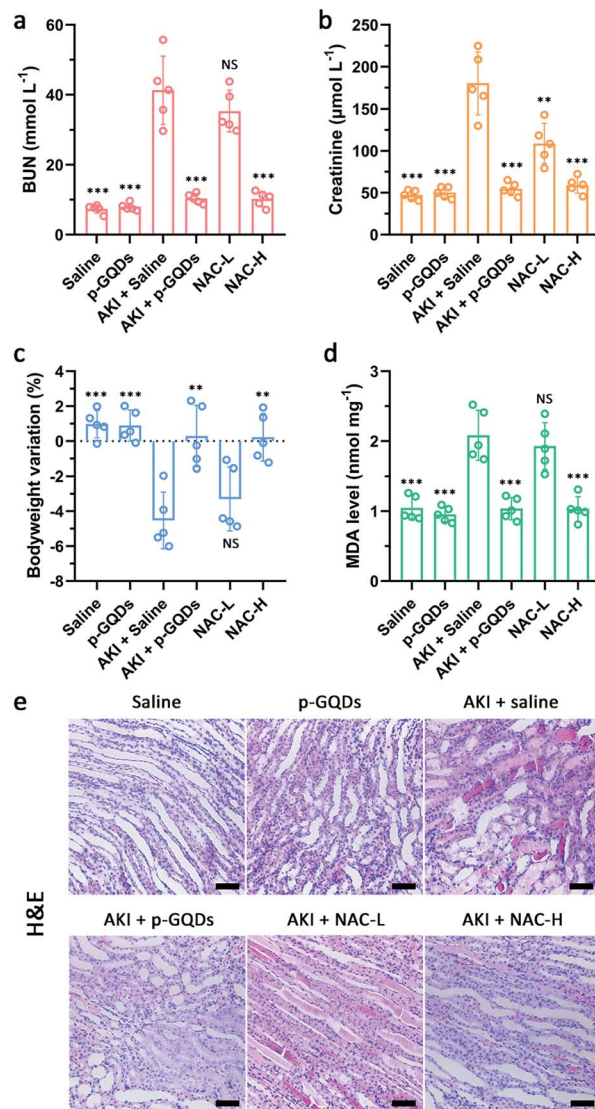 a
BUN (mmol L⁻¹)
60
40
20
0
***
***
***
NS
***
Saline
p-GQDs
AKI + Saline
AKI + p-GQDs
NAC-L
NAC-H
b
Creatinine (μmol L⁻¹)
250
200
150
100
50
0
***
***
***
**
***
Saline
p-GQDs
AKI + Saline
AKI + p-GQDs
NAC-L
NAC-H
c
Bodyweight variation (%)
4
2
0
-2
-4
-6
-8
***
***
**
NS
**
Saline
p-GQDs
AKI + Saline
AKI + p-GQDs
NAC-L
NAC-H
d
MDA level (nmol mg⁻¹)
3
2
1
0
***
***
***
NS
***
Saline
p-GQDs
AKI + Saline
AKI + p-GQDs
NAC-L
NAC-H
e
H&E
Saline
p-GQDs
AKI + saline
AKI + p-GQDs
AKI + NAC-L
AKI + NAC-H